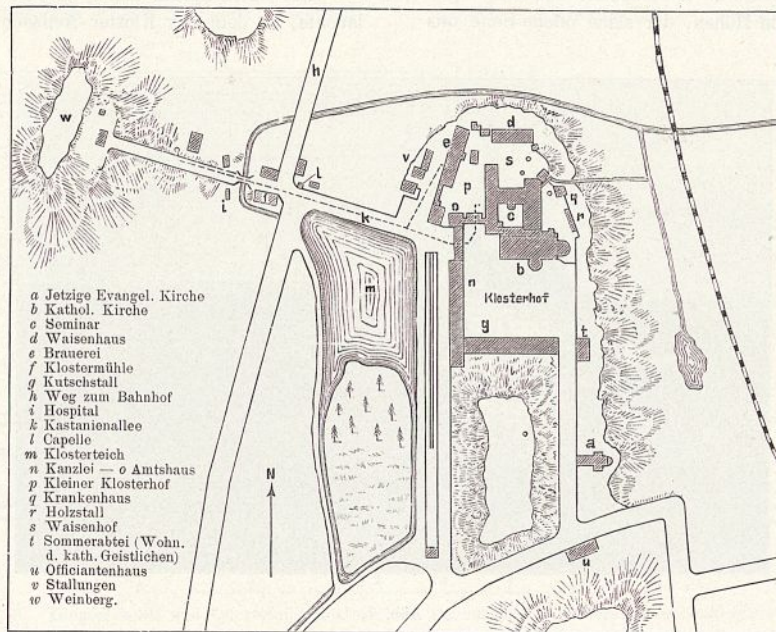 h
w
d
e
v
s
l
p
q
i
f
k
o
c
r
b
m
n
Klosterhof
g
t
a
N
u
a Jetzige Evangel. Kirche
b Kathol. Kirche
c Seminar
d Waisenhaus
e Brauerei
f Klostermühle
g Kutschstall
h Weg zum Bahnhof
i Hospital
k Kastanienallee
l Capelle
m Klosterteich
n Kanzlei — o Amtshaus
p Kleiner Klosterhof
q Krankenhaus
r Holzstall
s Waisenhof
t Sommerabtei (Wohn.
d. kath. Geistlichen)
u Officiantenhaus
v Stallungen
w Weinberg.